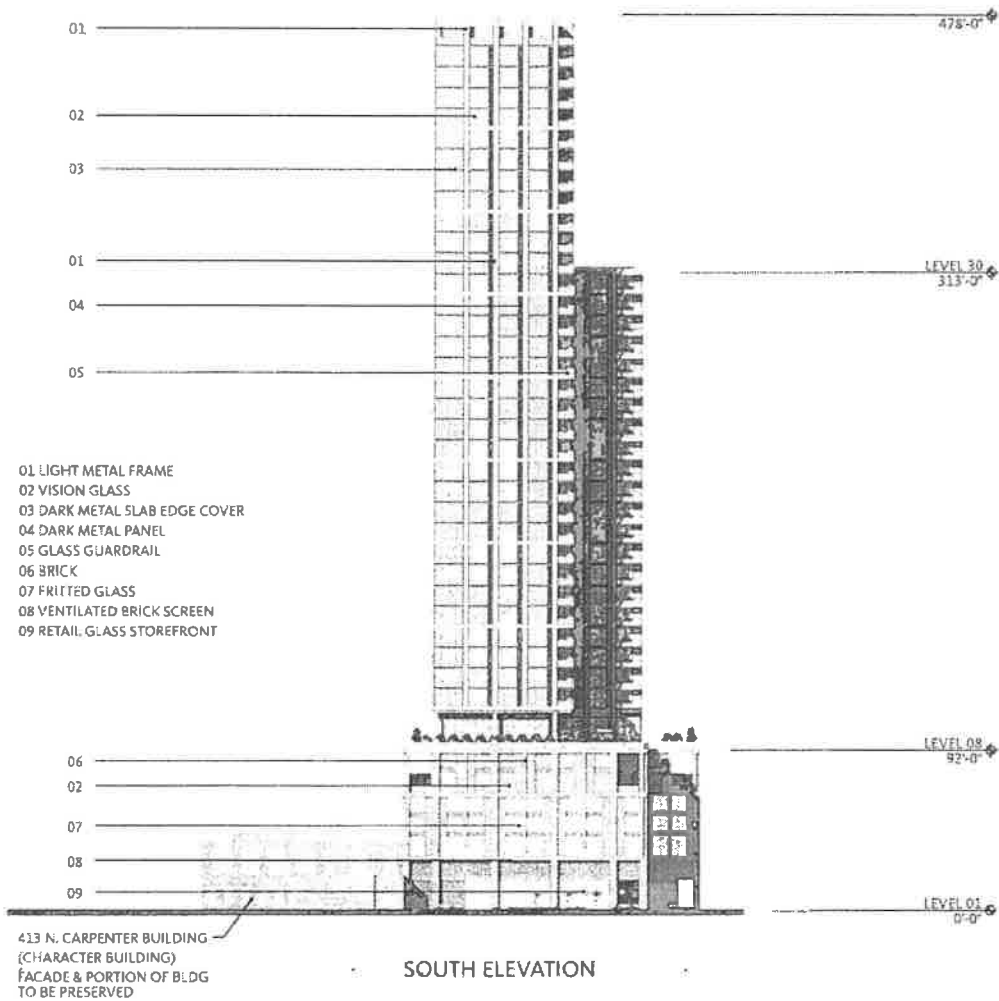 01
478'-0"
02
03
01
LEVEL 30
313'-0"
04
05
01 LIGHT METAL FRAME
02 VISION GLASS
03 DARK METAL SLAB EDGE COVER
04 DARK METAL PANEL
05 GLASS GUARDRAIL
06 BRICK
07 FRITTED GLASS
08 VENTILATED BRICK SCREEN
09 RETAIL GLASS STOREFRONT
06
LEVEL 08
92'-0"
02
07
08
09
LEVEL 01
0'-0"
413 N. CARPENTER BUILDING
(CHARACTER BUILDING)
FACADE & PORTION OF BLDG
TO BE PRESERVED
SOUTH ELEVATION